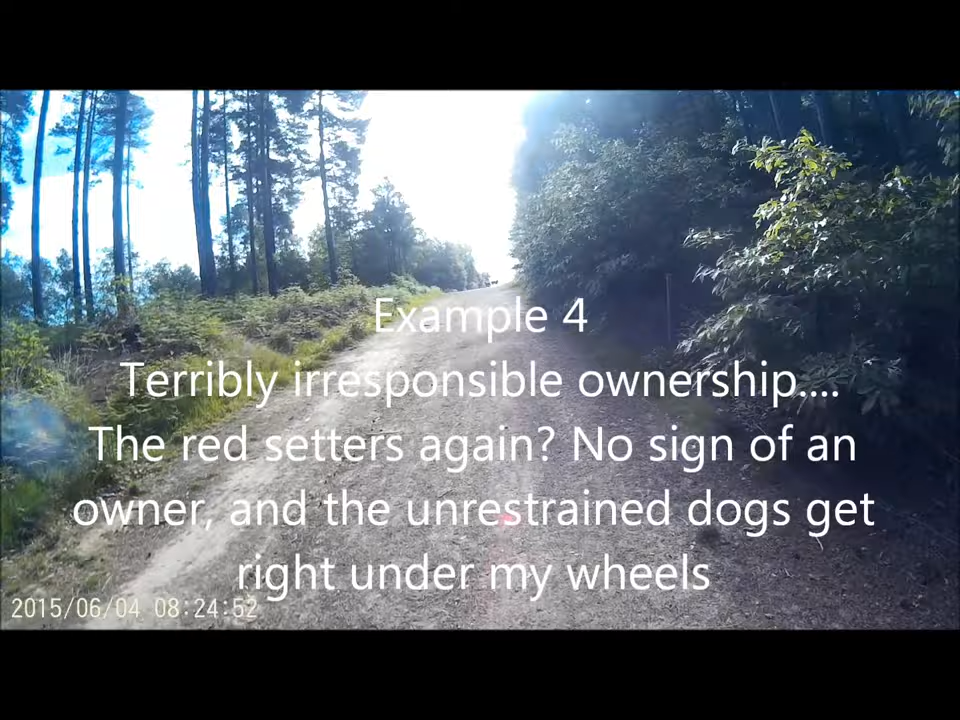 Example 4
Terribly irresponsible ownership....
The red setters again? No sign of an
owner, and the unrestrained dogs get
right under my wheels
2015/06/04 08:24:52